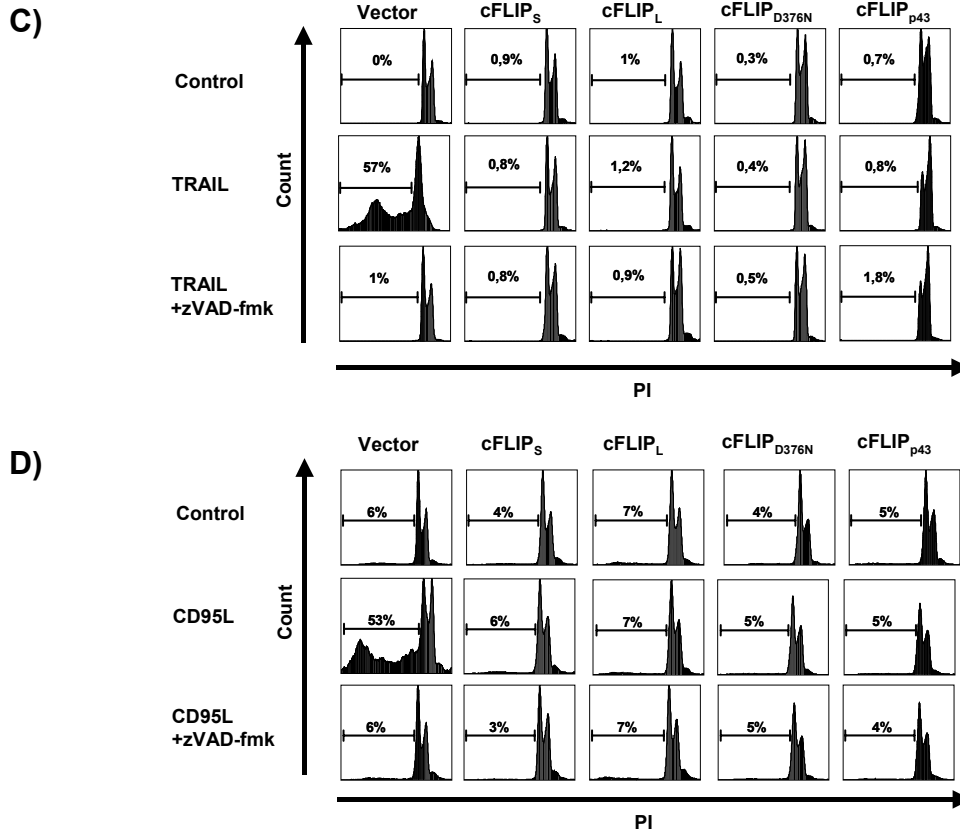 C)
Vector cFLIPS cFLIPL cFLIPD376N cFLIPp43
Control 0% 0,9% 1% 0,3% 0,7%
TRAIL 57% 0,8% 1,2% 0,4% 0,8%
TRAIL
+zVAD-fmk 1% 0,8% 0,9% 0,5% 1,8%
Count
PI
D)
Vector cFLIPS cFLIPL cFLIPD376N cFLIPp43
Control 6% 4% 7% 4% 5%
CD95L 53% 6% 7% 5% 5%
CD95L
+zVAD-fmk 6% 3% 7% 5% 4%
Count
PI